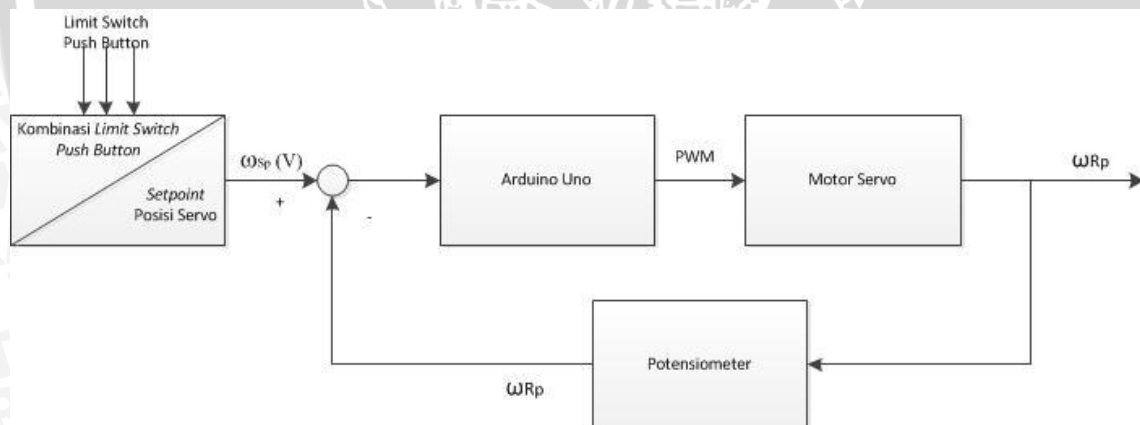 Limit Switch
Push Button
Kombinasi Limit Switch
Push Button
Setpoint
Posisi Servo
ωSp (V)
+
-
Arduino Uno
PWM
Motor Servo
ωRp
Potensiometer
ωRp